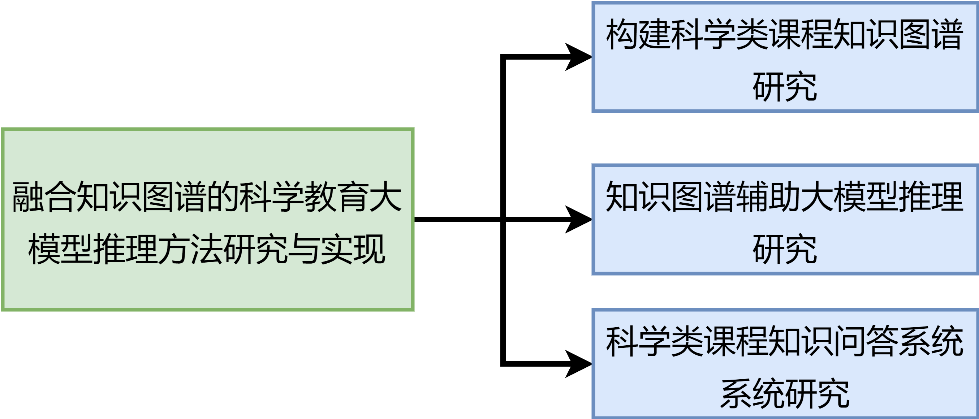 融合知识图谱的科学教育大
模型推理方法研究与实现
构建科学类课程知识图谱
研究
知识图谱辅助大模型推理
研究
科学类课程知识问答系统
系统研究